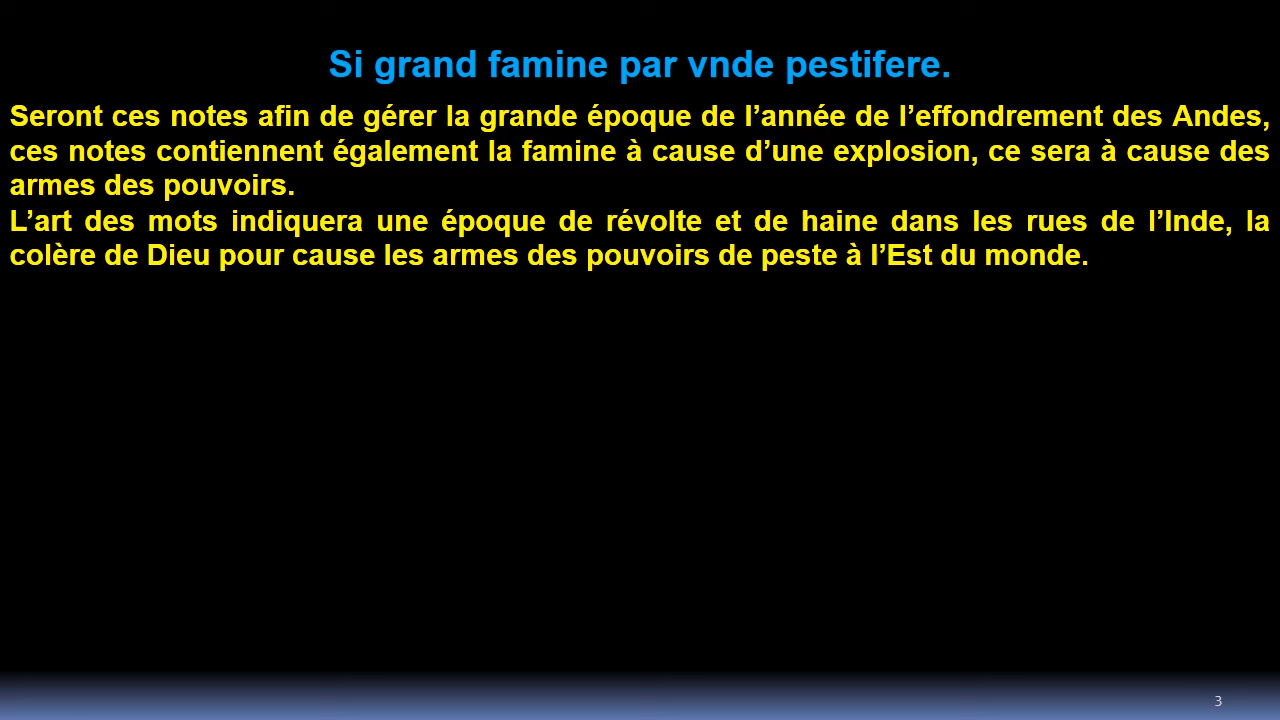 Si grand famine par vnde pestifere.
Seront ces notes afin de gérer la grande époque de l’année de l’effondrement des Andes,
ces notes contiennent également la famine à cause d’une explosion, ce sera à cause des
armes des pouvoirs.
L’art des mots indiquera une époque de révolte et de haine dans les rues de l’Inde, la
colère de Dieu pour cause les armes des pouvoirs de peste à l’Est du monde.
3